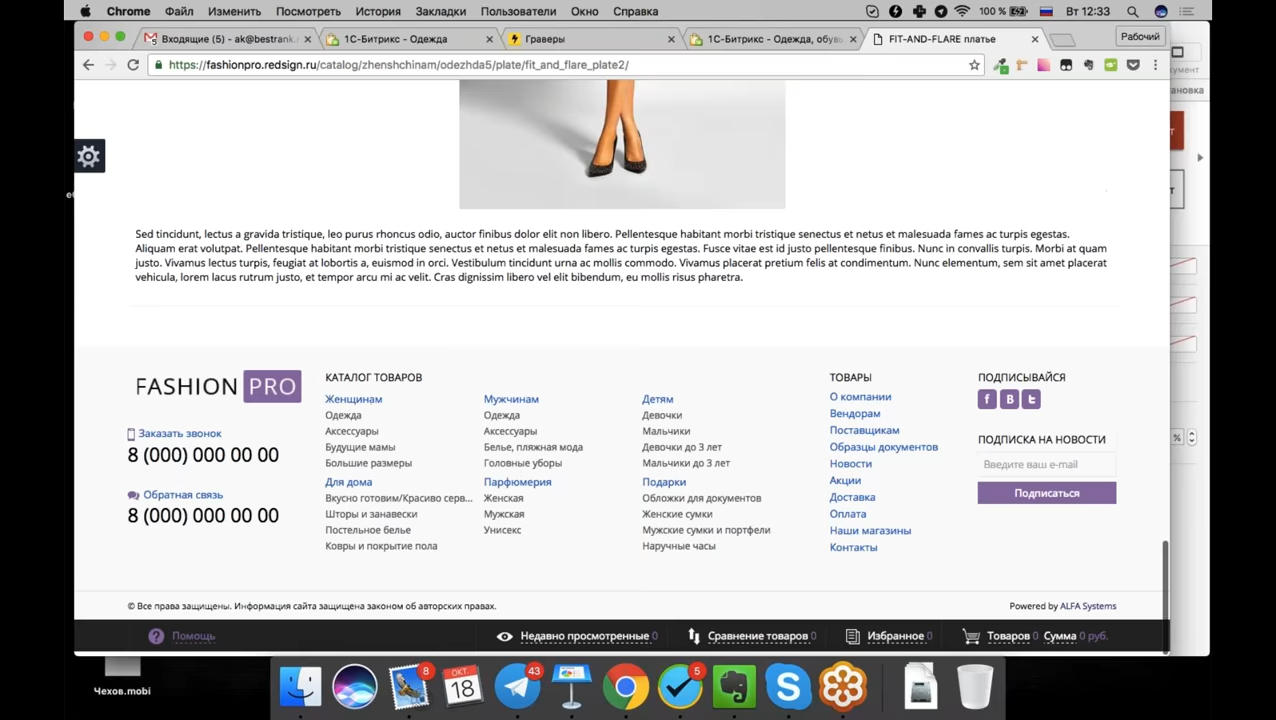 Chrome Файл Изменить Посмотреть История Закладки Пользователи Окно Справка 100 % Вт 12:33
Входящие (5) - ak@bestrank. 1С-Битрикс - Одежда Граверы 1С-Битрикс - Одежда, обувь FIT-AND-FLARE платье Рабочий
https://fashionpro.redsign.ru/catalog/zhenshchinam/odezhda5/plate/fit_and_flare_plate2/
Sed tincidunt, lectus a gravida tristique, leo purus rhoncus odio, auctor finibus dolor elit non libero. Pellentesque habitant morbi tristique senectus et netus et malesuada fames ac turpis egestas.
Aliquam erat volutpat. Pellentesque habitant morbi tristique senectus et netus et malesuada fames ac turpis egestas. Fusce vitae est id justo pellentesque finibus. Nunc in convallis turpis. Morbi at quam
justo. Vivamus lectus turpis, feugiat at lobortis a, euismod in orci. Vestibulum tincidunt urna ac mollis commodo. Vivamus placerat pretium felis at condimentum. Nunc elementum, sem sit amet placerat
vehicula, lorem lacus rutrum justo, et tempor arcu mi ac velit. Cras dignissim libero vel elit bibendum, eu mollis risus pharetra.
FASHION PRO
Заказать звонок
8 (000) 000 00 00
Обратная связь
8 (000) 000 00 00
КАТАЛОГ ТОВАРОВ
Женщинам
Одежда
Аксессуары
Будущие мамы
Большие размеры
Для дома
Вкусно готовим/Красиво серв...
Шторы и занавески
Постельное белье
Ковры и покрытие пола
Мужчинам
Одежда
Аксессуары
Белье, пляжная мода
Головные уборы
Парфюмерия
Женская
Мужская
Унисекс
Детям
Девочки
Мальчики
Девочки до 3 лет
Мальчики до 3 лет
Подарки
Обложки для документов
Женские сумки
Мужские сумки и портфели
Наручные часы
ТОВАРЫ
О компании
Вендорам
Поставщикам
Образцы документов
Новости
Акции
Доставка
Оплата
Наши магазины
Контакты
ПОДПИСЫВАЙСЯ
ПОДПИСКА НА НОВОСТИ
Введите ваш e-mail
Подписаться
© Все права защищены. Информация сайта защищена законом об авторских правах.
Powered by ALFA Systems
Помощь Недавно просмотренные 0 Сравнение товаров 0 Избранное 0 Товаров 0 Сумма 0 руб.
Чехов.mobi
8
ОКТ.
18
43
5